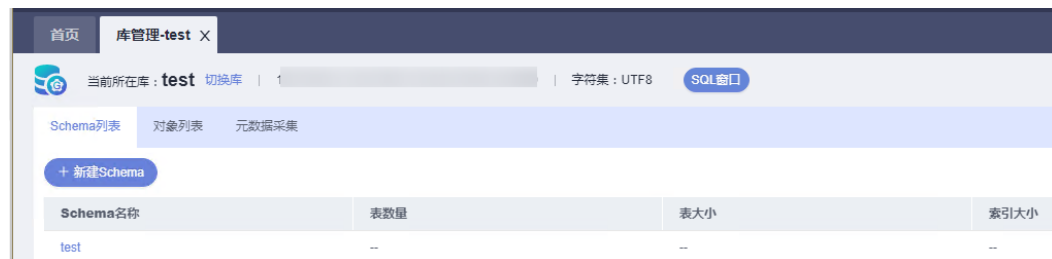 首页 库管理-test X
当前所在库：test 切换库 | 1 | 字符集：UTF8 SQL窗口
Schema列表 对象列表 元数据采集
+ 新建Schema
Schema名称 表数量 表大小 索引大小
test -- -- --